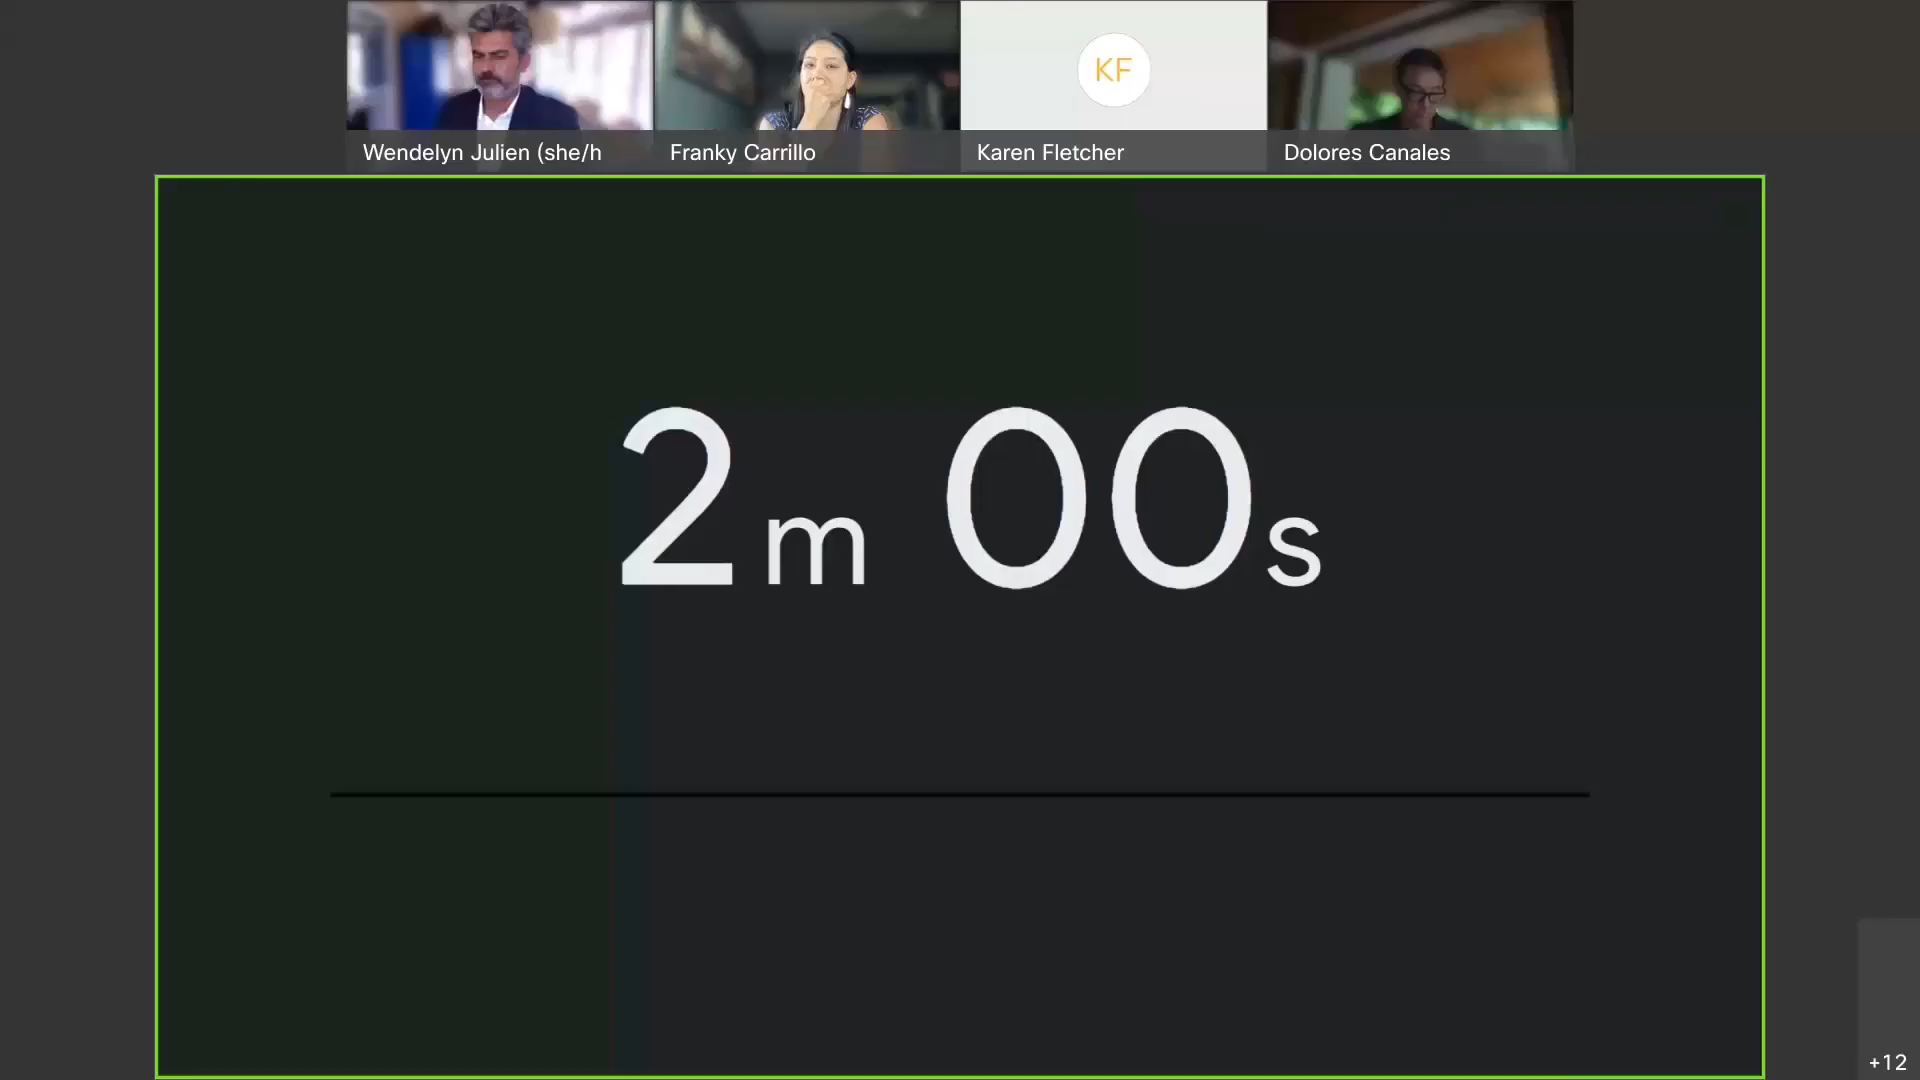 KF
Wendelyn Julien (she/h
Franky Carrillo
Karen Fletcher
Dolores Canales
2m 00s
+12